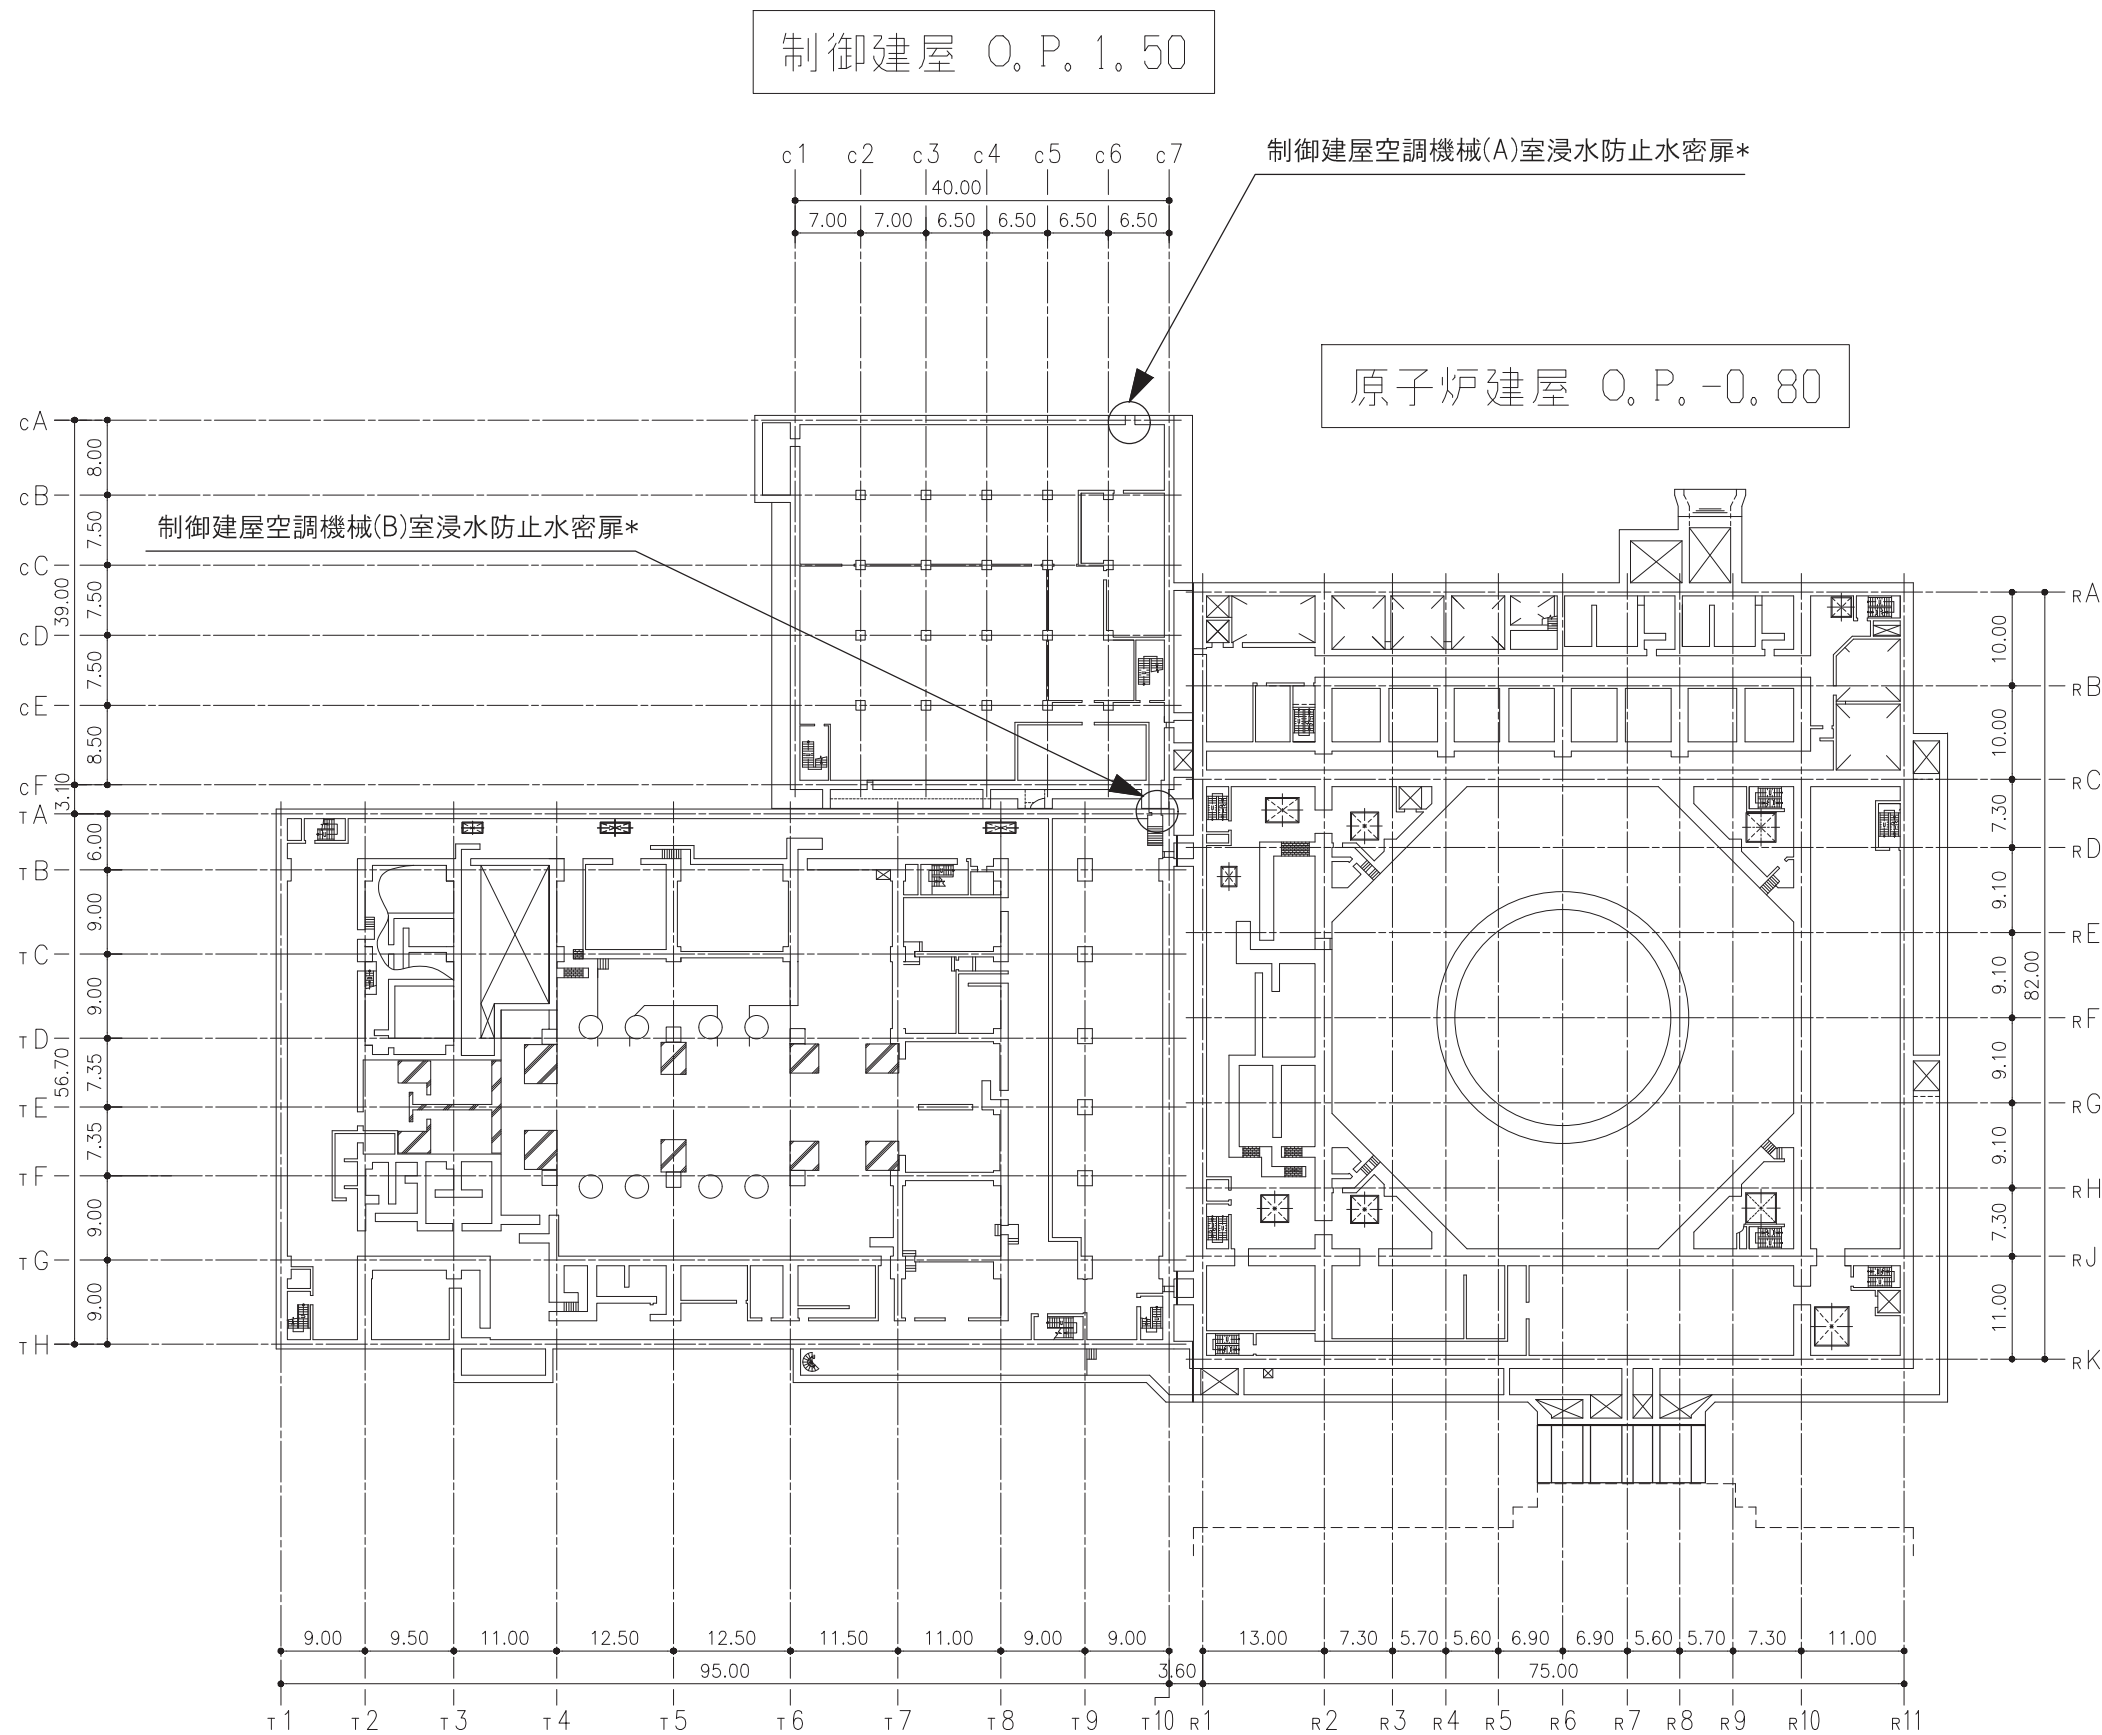 制御建屋 O.P.1.50
c1 c2 c3 c4 c5 c6 c7
制御建屋空調機械(A)室浸水防止水密扉*
40.00
7.00 7.00 6.50 6.50 6.50 6.50
原子炉建屋 O.P.-0.80
cA
8.00
cB
7.50
制御建屋空調機械(B)室浸水防止水密扉*
cC
39.00
7.50
cD
7.50
cE
8.50
cF
3.10
TA
6.00
TB
9.00
TC
9.00
TD
56.70
7.35
TE
7.35
TF
9.00
TG
9.00
TH
RA
10.00
RB
10.00
RC
7.30
RD
9.10
RE
9.10
82.00
RF
9.10
RG
9.10
RH
7.30
RJ
11.00
RK
9.00 9.50 11.00 12.50 12.50 11.50 11.00 9.00 9.00 13.00 7.30 5.70 5.60 6.90 6.90 5.60 5.70 7.30 11.00
95.00 3.60 75.00
T1 T2 T3 T4 T5 T6 T7 T8 T9 T10 R1 R2 R3 R4 R5 R6 R7 R8 R9 R10 R11